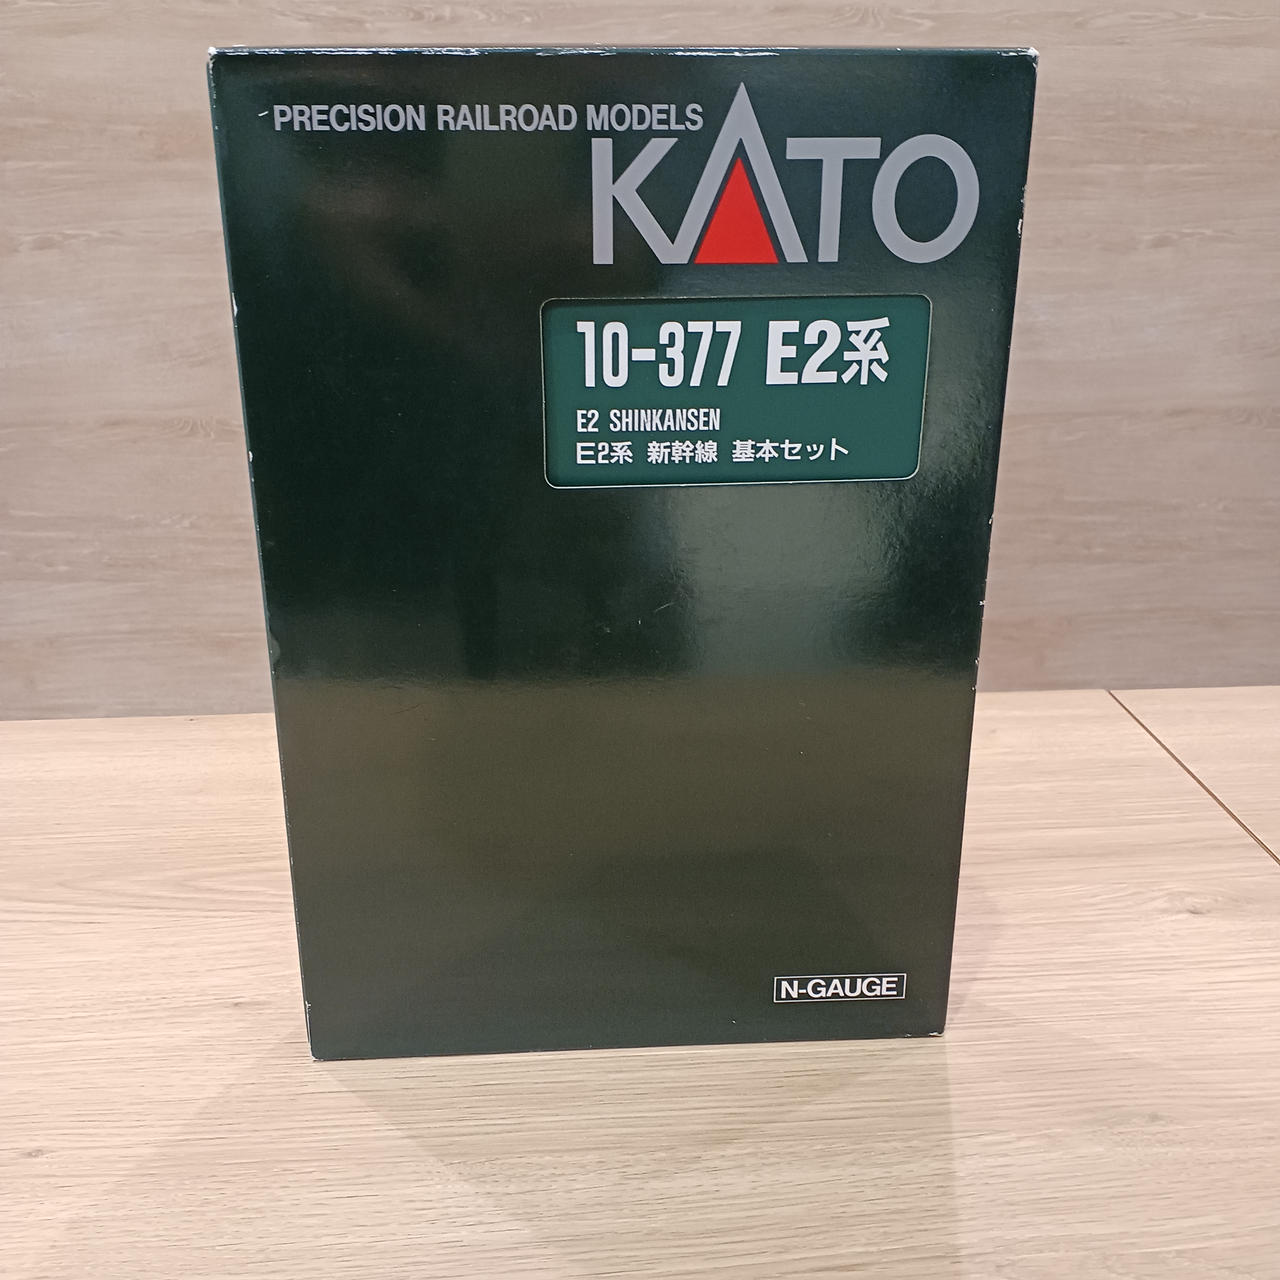 PRECISION RAILROAD MODELS
KATO
10-377 E2系
E2 SHINKANSEN
E2系 新幹線 基本セット
N-GAUGE